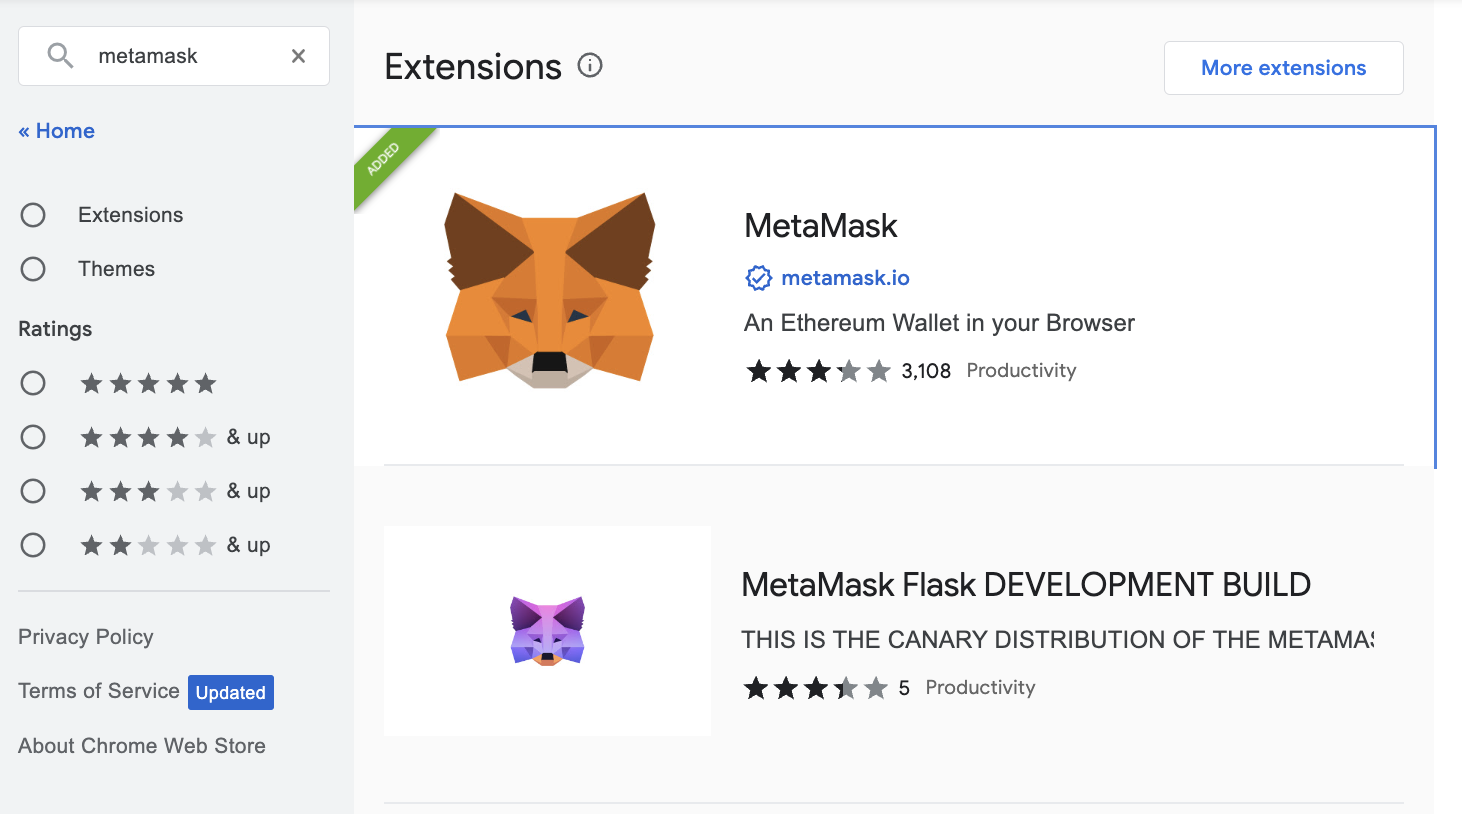 metamask
« Home
Extensions
Themes
Ratings
& up
& up
& up
Privacy Policy
Terms of Service Updated
About Chrome Web Store
Extensions
More extensions
ADDED
MetaMask
metamask.io
An Ethereum Wallet in your Browser
3,108 Productivity
MetaMask Flask DEVELOPMENT BUILD
THIS IS THE CANARY DISTRIBUTION OF THE METAMAS
5 Productivity